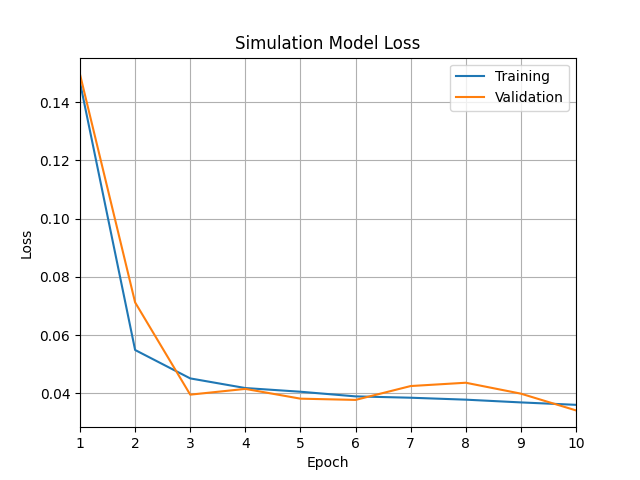 Simulation Model Loss
Training
Validation
0.14
0.12
0.10
0.08
0.06
0.04
Loss
1 2 3 4 5 6 7 8 9 10
Epoch